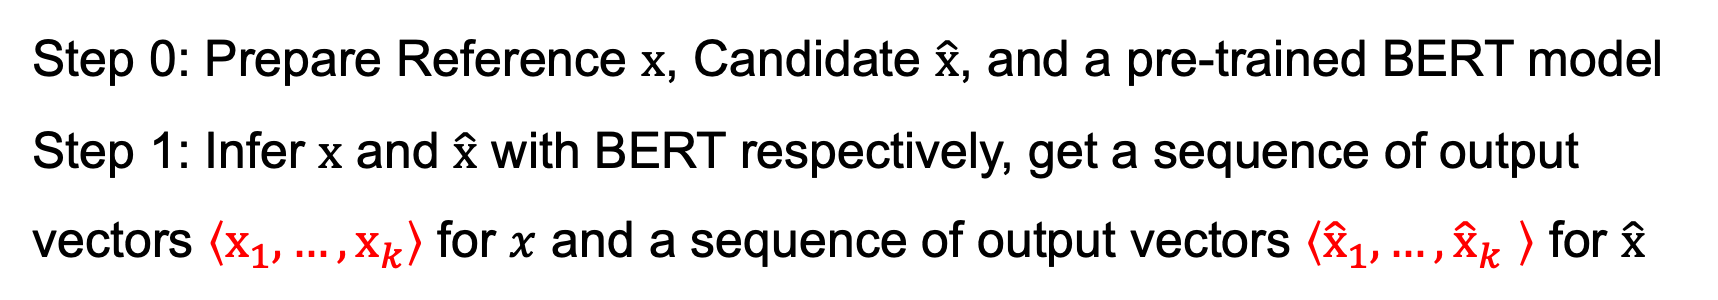 Step 0: Prepare Reference x, Candidate x̂, and a pre-trained BERT model
Step 1: Infer x and x̂ with BERT respectively, get a sequence of output
vectors ⟨x₁, … , xₖ⟩ for 𝑥 and a sequence of output vectors ⟨x̂₁, … , x̂ₖ ⟩ for x̂